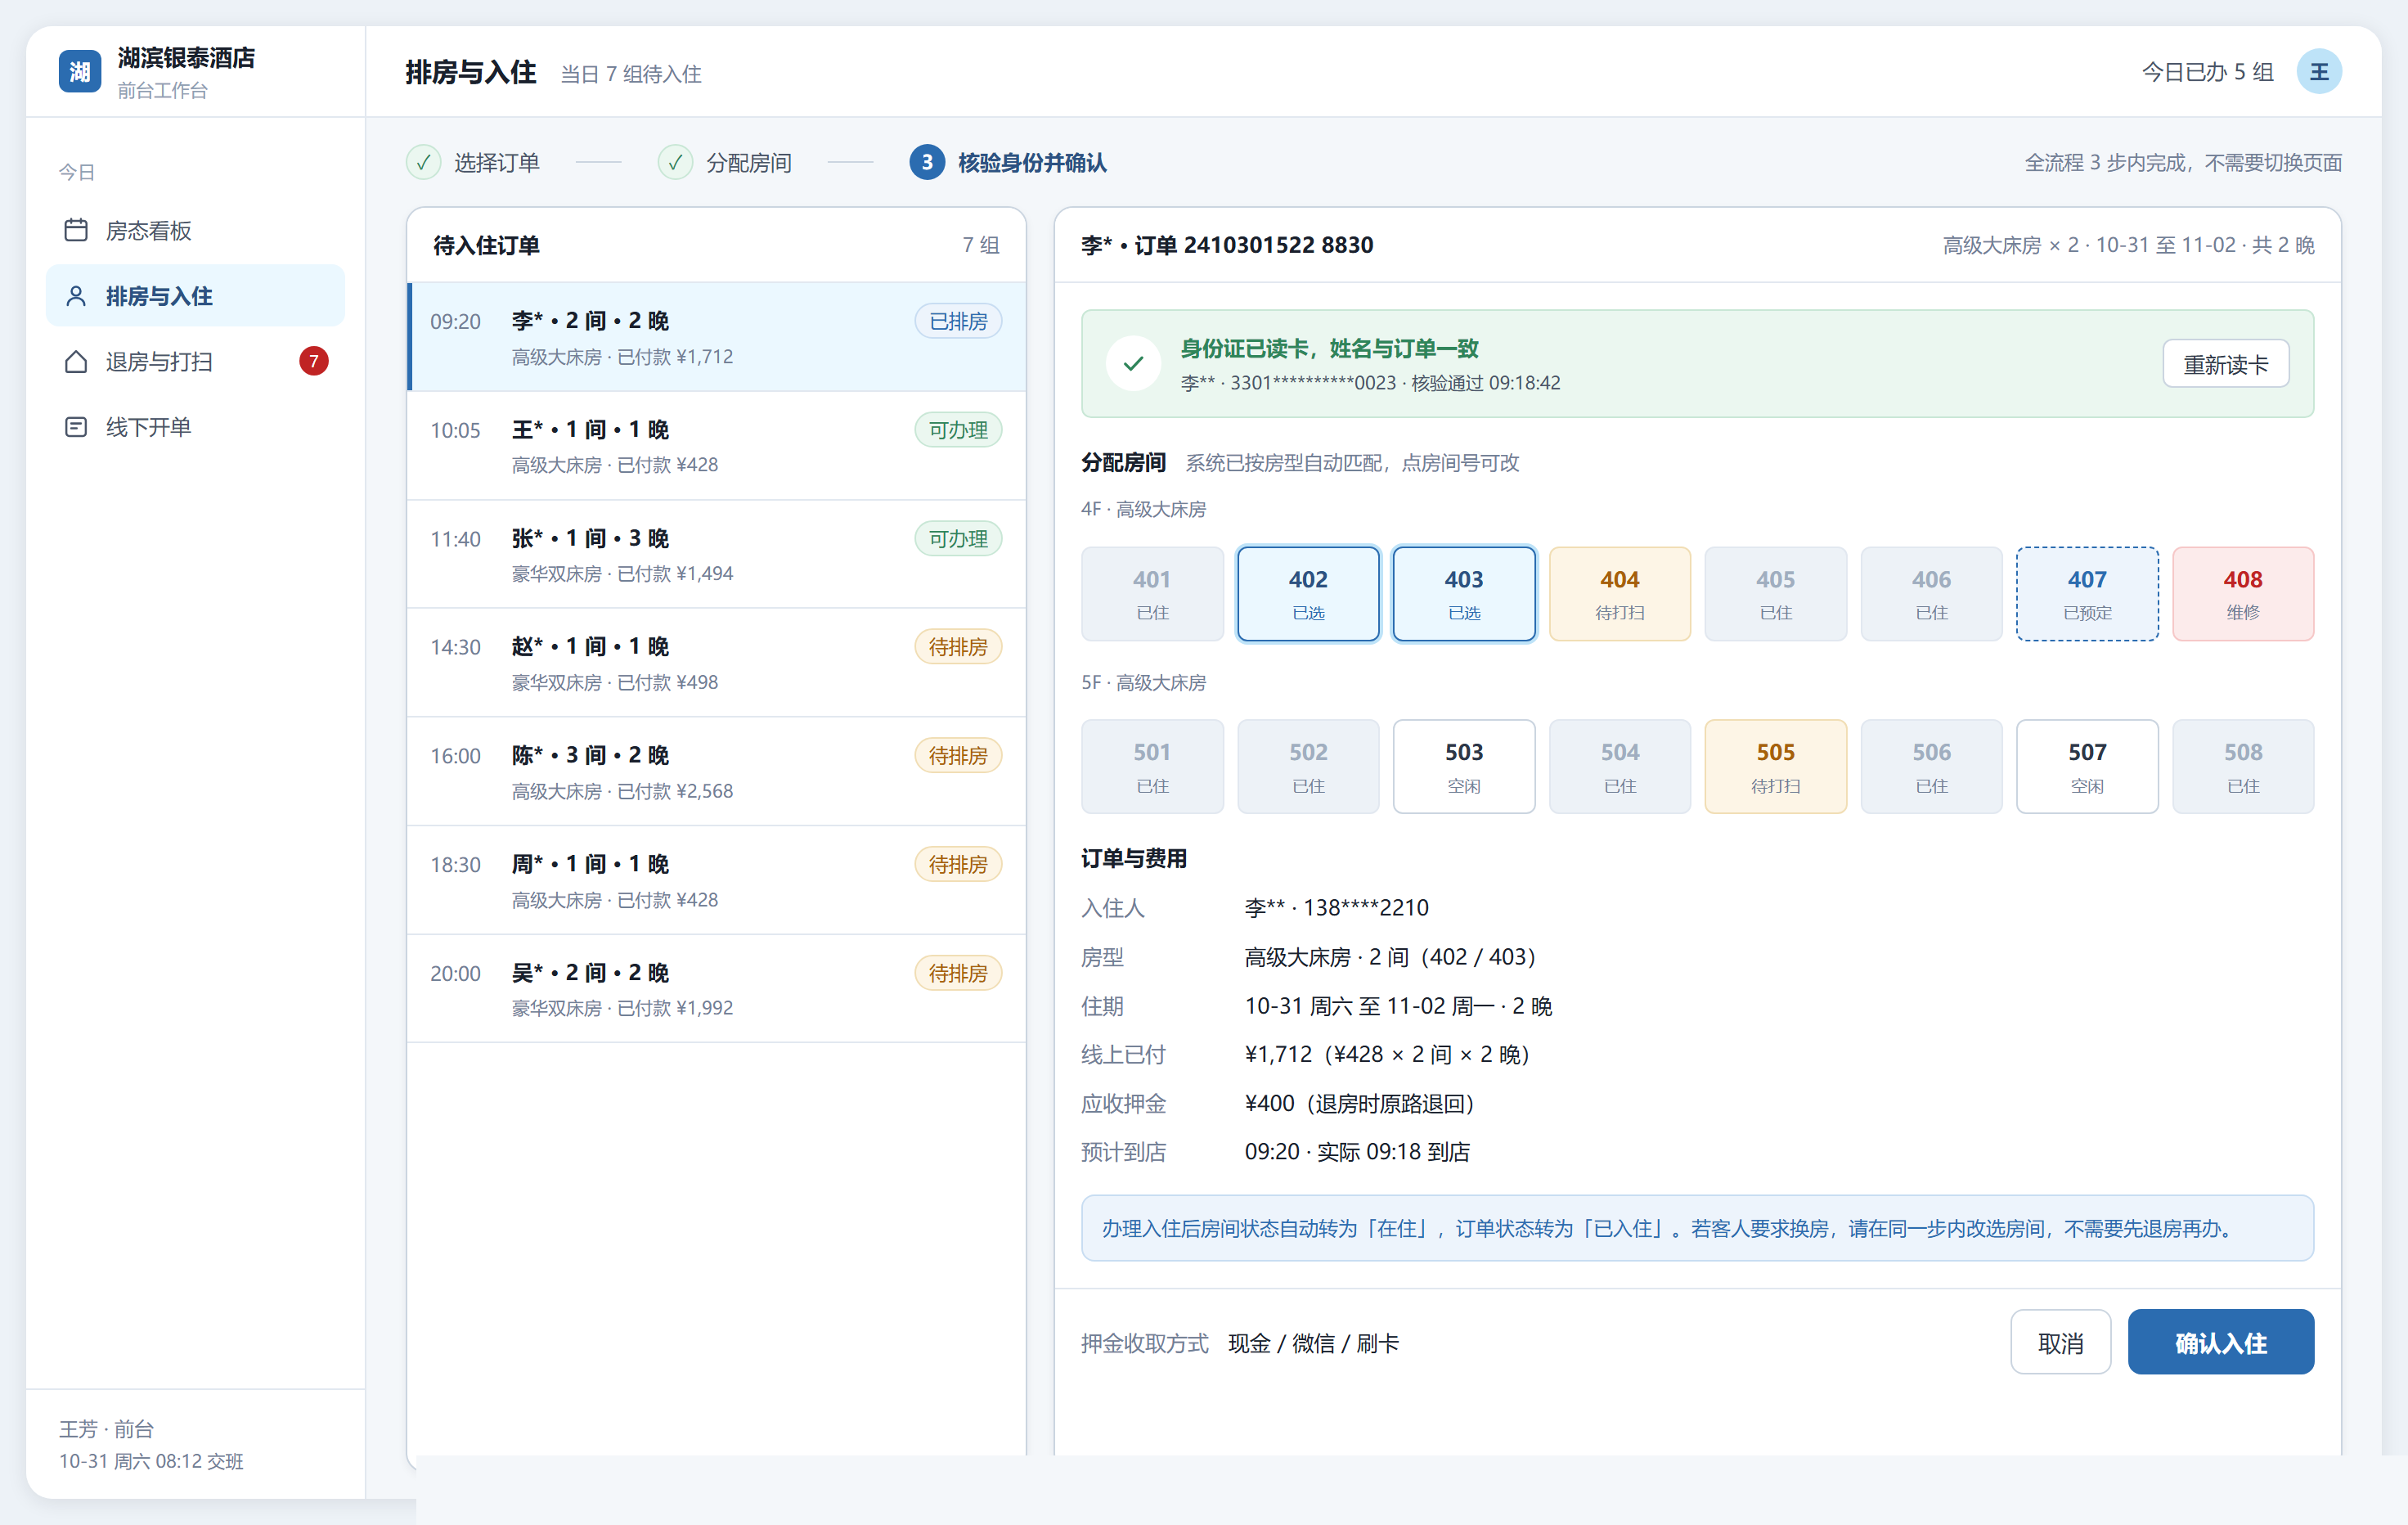 湖
湖滨银泰酒店
前台工作台
今日
房态看板
排房与入住
退房与打扫
7
线下开单
王芳 · 前台
10-31 周六 08:12 交班
排房与入住
当日 7 组待入住
今日已办 5 组
王
选择订单
分配房间
3
核验身份并确认
全流程 3 步内完成，不需要切换页面
待入住订单
7 组
09:20
李* • 2 间 • 2 晚
已排房
高级大床房 · 已付款 ¥1,712
10:05
王* • 1 间 • 1 晚
可办理
高级大床房 · 已付款 ¥428
11:40
张* • 1 间 • 3 晚
可办理
豪华双床房 · 已付款 ¥1,494
14:30
赵* • 1 间 • 1 晚
待排房
豪华双床房 · 已付款 ¥498
16:00
陈* • 3 间 • 2 晚
待排房
高级大床房 · 已付款 ¥2,568
18:30
周* • 1 间 • 1 晚
待排房
高级大床房 · 已付款 ¥428
20:00
吴* • 2 间 • 2 晚
待排房
豪华双床房 · 已付款 ¥1,992
李* • 订单 2410301522 8830
高级大床房 × 2 · 10-31 至 11-02 · 共 2 晚
身份证已读卡，姓名与订单一致
李** · 3301**********0023 · 核验通过 09:18:42
重新读卡
分配房间
系统已按房型自动匹配，点房间号可改
4F · 高级大床房
401
已住
402
已选
403
已选
404
待打扫
405
已住
406
已住
407
已预定
408
维修
5F · 高级大床房
501
已住
502
已住
503
空闲
504
已住
505
待打扫
506
已住
507
空闲
508
已住
订单与费用
入住人
李** · 138****2210
房型
高级大床房 · 2 间（402 / 403）
住期
10-31 周六 至 11-02 周一 · 2 晚
线上已付
¥1,712（¥428 × 2 间 × 2 晚）
应收押金
¥400（退房时原路退回）
预计到店
09:20 · 实际 09:18 到店
办理入住后房间状态自动转为「在住」，订单状态转为「已入住」。若客人要求换房，请在同一步内改选房间，不需要先退房再办。
押金收取方式
现金 / 微信 / 刷卡
取消
确认入住